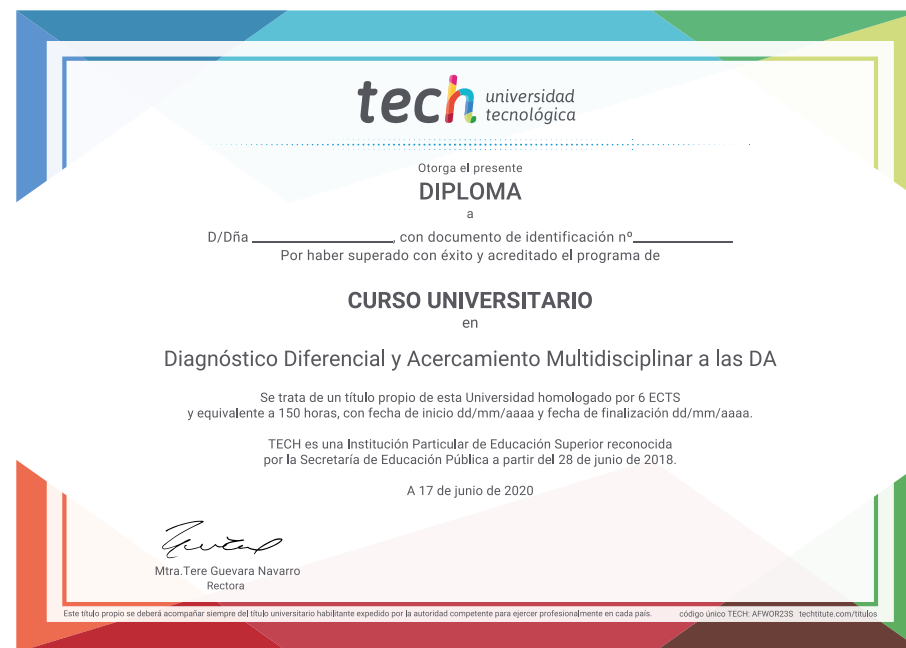 tech universidad
tecnológica
Otorga el presente
DIPLOMA
a
D/Dña ____________________, con documento de identificación nº______________
Por haber superado con éxito y acreditado el programa de
CURSO UNIVERSITARIO
en
Diagnóstico Diferencial y Acercamiento Multidisciplinar a las DA
Se trata de un título propio de esta Universidad homologado por 6 ECTS
y equivalente a 150 horas, con fecha de inicio dd/mm/aaaa y fecha de finalización dd/mm/aaaa.
TECH es una Institución Particular de Educación Superior reconocida
por la Secretaría de Educación Pública a partir del 28 de junio de 2018.
A 17 de junio de 2020
Mtra.Tere Guevara Navarro
Rectora
Este título propio se deberá acompañar siempre del título universitario habilitante expedido por la autoridad competente para ejercer profesionalmente en cada país. código único TECH: AFWOR23S techtitute.com/titulos